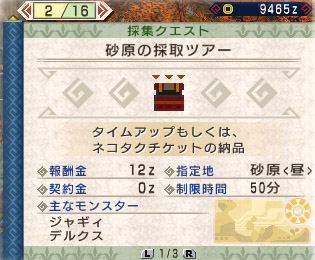 2/16
9465z
採集クエスト
砂原の採取ツアー
タイムアップもしくは、
ネコタクチケットの納品
報酬金 12z 指定地 砂原<昼>
契約金 0z 制限時間 50分
主なモンスター
ジャギィ
デルクス
L 1/3 R